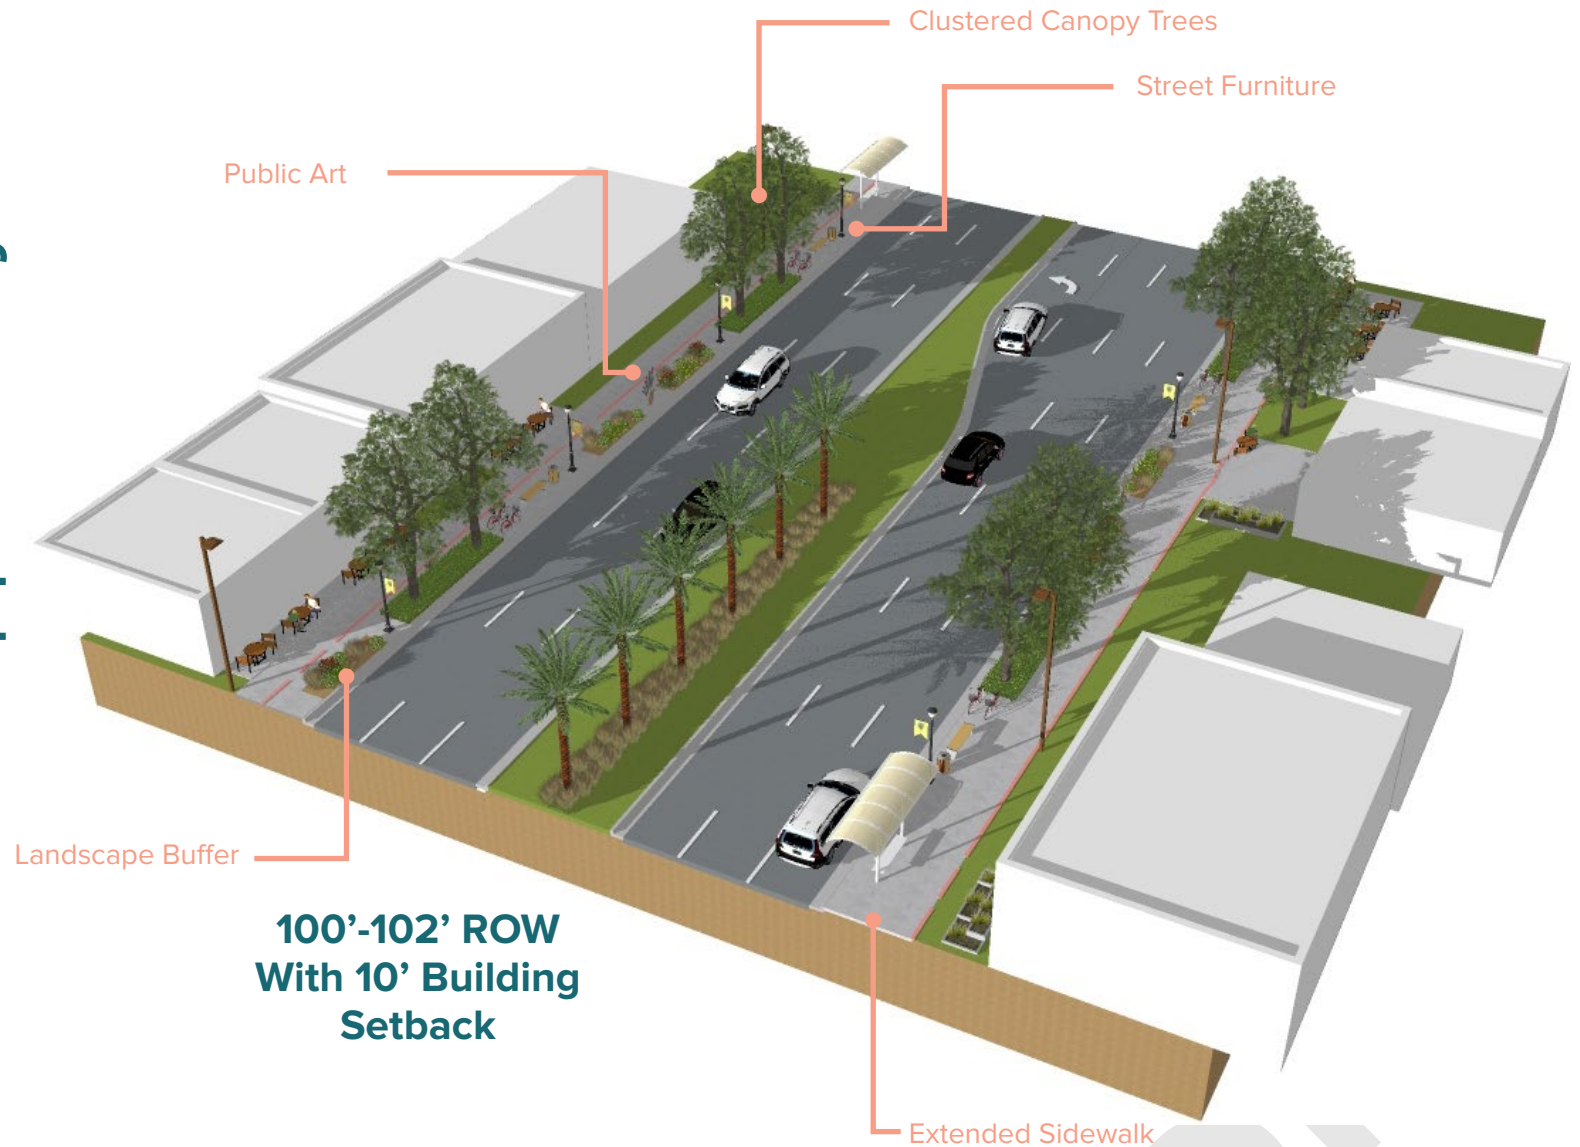 Clustered Canopy Trees
Street Furniture
Public Art
Landscape Buffer
100’-102’ ROW
With 10’ Building
Setback
Extended Sidewalk